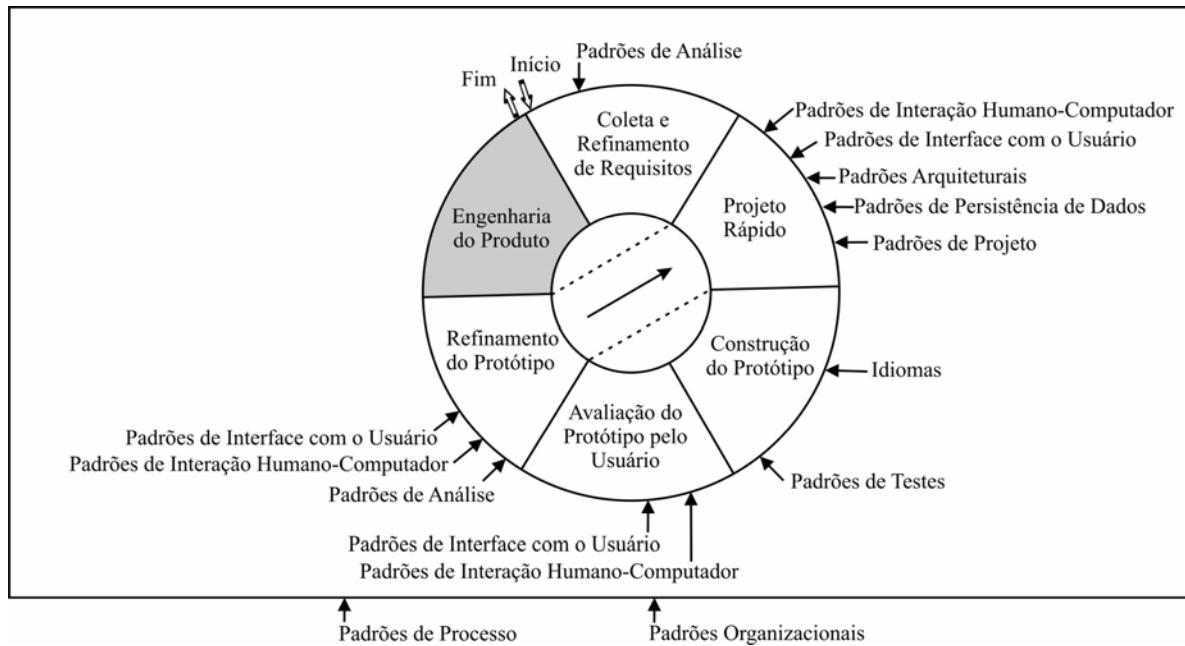 Padrões de Análise
Início
Fim
Coleta e
Refinamento
de Requisitos
Padrões de Interação Humano-Computador
Padrões de Interface com o Usuário
Padrões Arquiteturais
Padrões de Persistência de Dados
Padrões de Projeto
Projeto
Rápido
Engenharia
do Produto
Refinamento
do Protótipo
Construção
do Protótipo
Idiomas
Avaliação do
Protótipo pelo
Usuário
Padrões de Interface com o Usuário
Padrões de Interação Humano-Computador
Padrões de Análise
Padrões de Testes
Padrões de Interface com o Usuário
Padrões de Interação Humano-Computador
Padrões de Processo
Padrões Organizacionais